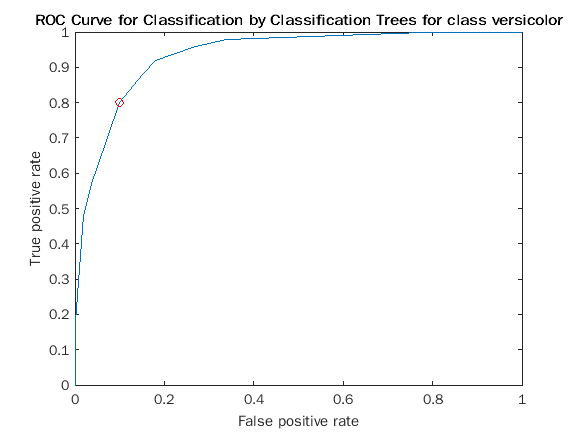 ROC Curve for Classification by Classification Trees for class versicolor
1
0.9
0.8
0.7
0.6
0.5
0.4
0.3
0.2
0.1
0
True positive rate
0 0.2 0.4 0.6 0.8 1
False positive rate